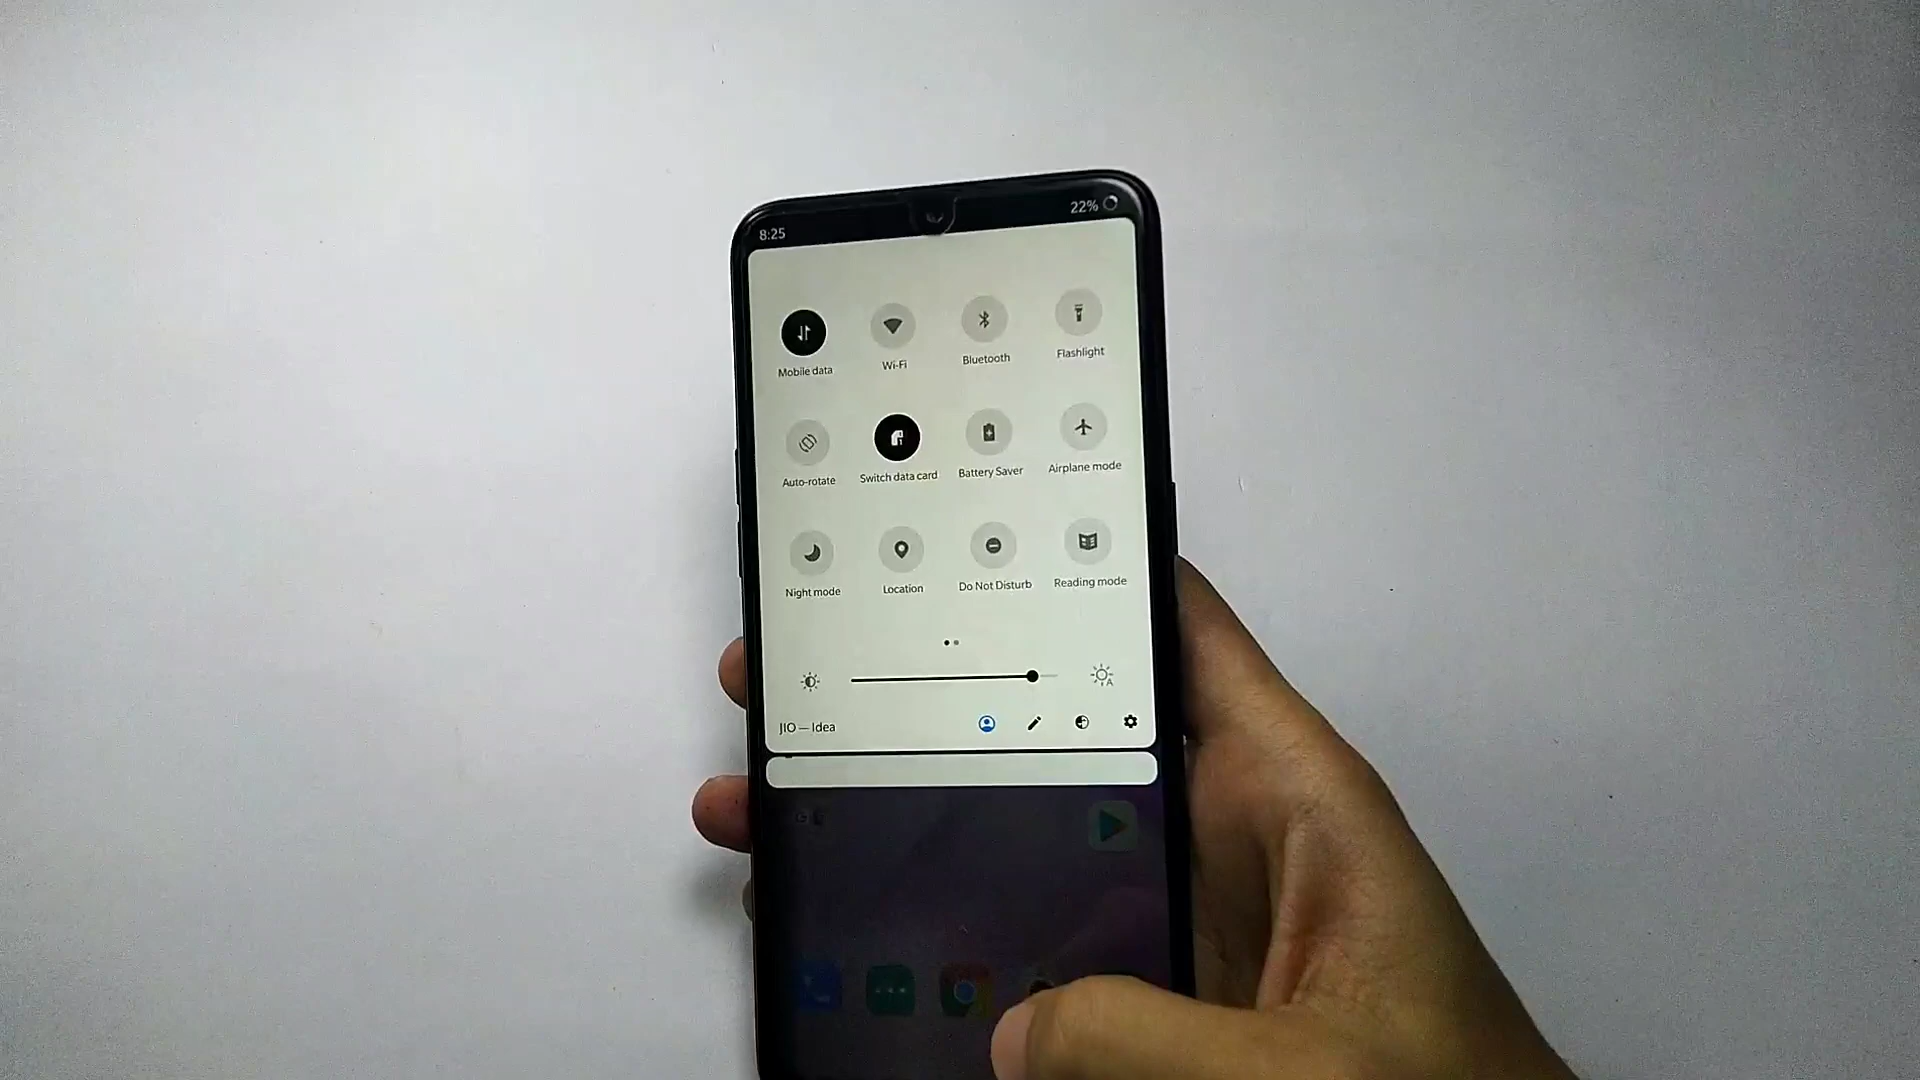 8:25 22%
Mobile data Wi-Fi Bluetooth Flashlight
Auto-rotate Switch data card Battery Saver Airplane mode
Night mode Location Do Not Disturb Reading mode
JIO — Idea